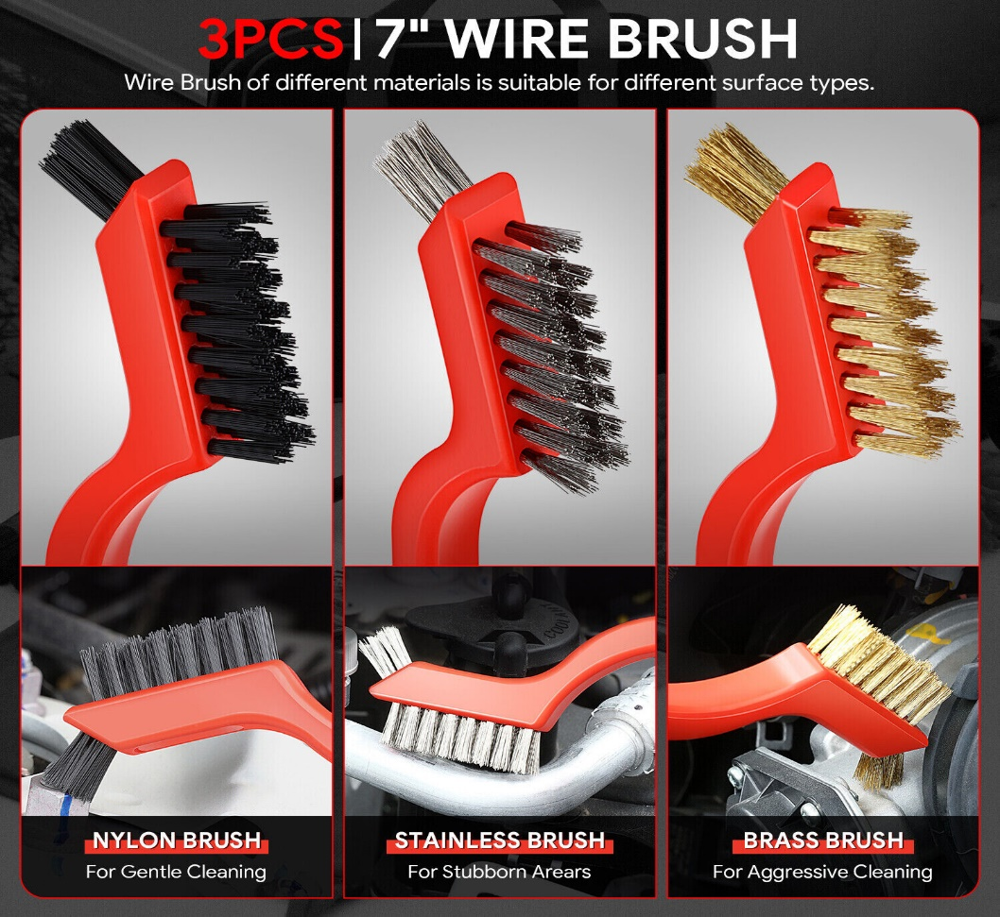 3PCS | 7" WIRE BRUSH
Wire Brush of different materials is suitable for different surface types.
NYLON BRUSH
For Gentle Cleaning
STAINLESS BRUSH
For Stubborn Arears
BRASS BRUSH
For Aggressive Cleaning